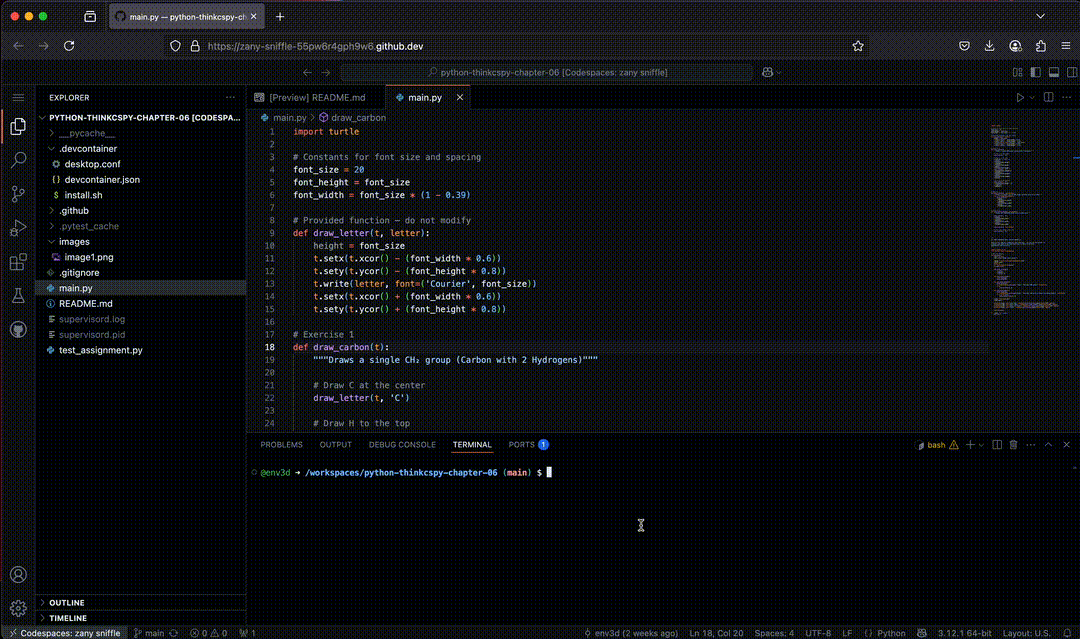 main.py — python-thinkcspy-ch
https://zany-sniffle-55pw6r4gph9w6.github.dev
python-thinkcspy-chapter-06 [Codespaces: zany sniffle]
EXPLORER
PYTHON-THINKCSPY-CHAPTER-06 [CODESPA...
__pycache__
.devcontainer
desktop.conf
{} devcontainer.json
$ install.sh
.github
.pytest_cache
images
image1.png
.gitignore
main.py
README.md
supervisord.log
supervisord.pid
test_assignment.py
OUTLINE
TIMELINE
[Preview] README.md
main.py
main.py > draw_carbon
1 import turtle
2
3 # Constants for font size and spacing
4 font_size = 20
5 font_height = font_size
6 font_width = font_size * (1 - 0.39)
7
8 # Provided function — do not modify
9 def draw_letter(t, letter):
10 height = font_size
11 t.setx(t.xcor() - (font_width * 0.6))
12 t.sety(t.ycor() - (font_height * 0.8))
13 t.write(letter, font=('Courier', font_size))
14 t.setx(t.xcor() + (font_width * 0.6))
15 t.sety(t.ycor() + (font_height * 0.8))
16
17 # Exercise 1
18 def draw_carbon(t):
19 """Draws a single CH₂ group (Carbon with 2 Hydrogens)"""
20
21 # Draw C at the center
22 draw_letter(t, 'C')
23
24 # Draw H to the top
PROBLEMS OUTPUT DEBUG CONSOLE TERMINAL PORTS 1
bash
@env3d ➜ /workspaces/python-thinkcspy-chapter-06 (main) $
Codespaces: zany sniffle main 0 0 1 env3d (2 weeks ago) Ln 18, Col 20 Spaces: 4 UTF-8 LF {} Python 3.12.1 64-bit Layout: U.S.